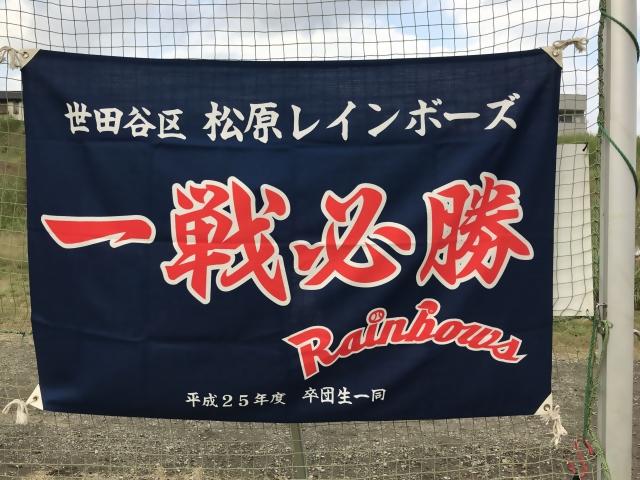 世田谷区 松原レインボーズ
一戦必勝
Rainbows
平成25年度 卒団生一同